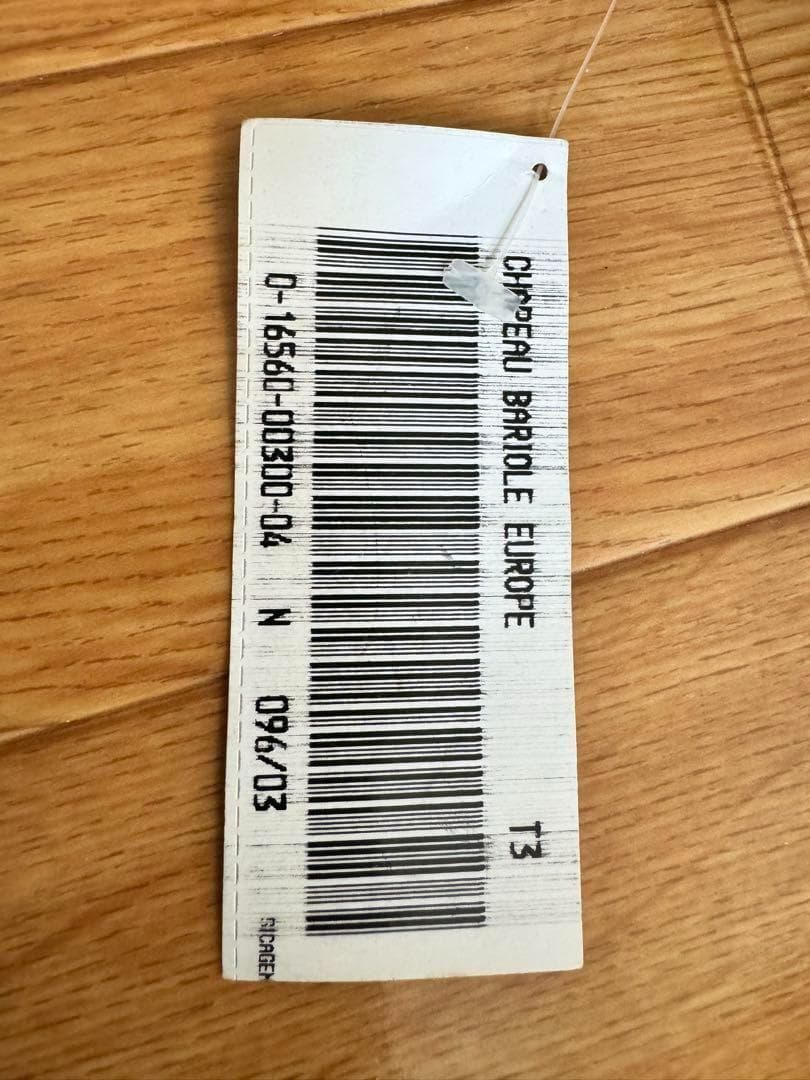 CHAPEAU BARIOLE EUROPE T3
0-16560-00300-04 N 096/03